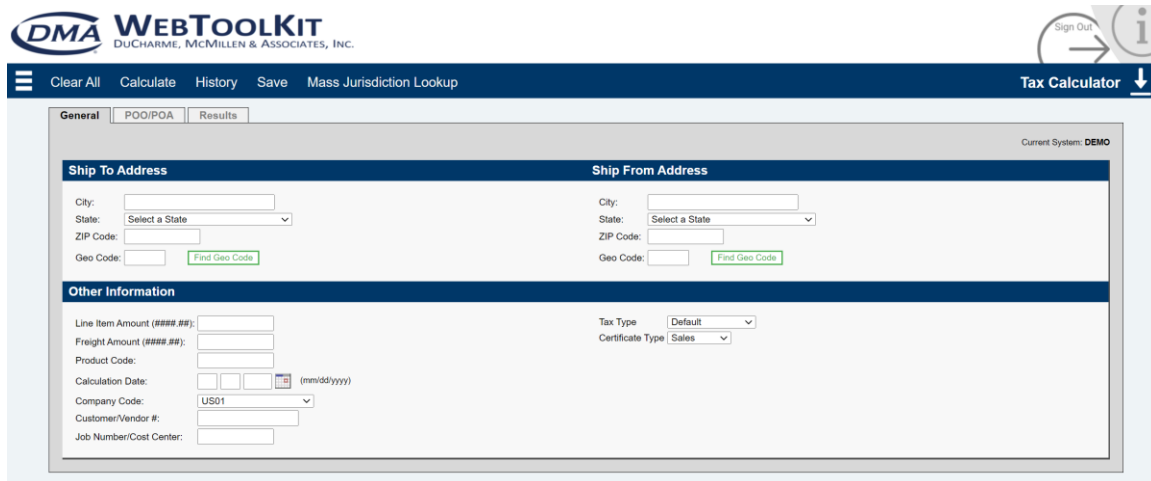 DMA WEBTOOLKIT
DUCHARME, MCMILLEN & ASSOCIATES, INC.
Sign Out
i
Clear All Calculate History Save Mass Jurisdiction Lookup Tax Calculator
General POO/POA Results
Current System: DEMO
Ship To Address
City:
State: Select a State
ZIP Code:
Geo Code: Find Geo Code
Ship From Address
City:
State: Select a State
ZIP Code:
Geo Code: Find Geo Code
Other Information
Line Item Amount (####.##):
Freight Amount (####.##):
Product Code:
Calculation Date: (mm/dd/yyyy)
Company Code: US01
Customer/Vendor #:
Job Number/Cost Center:
Tax Type Default
Certificate Type Sales